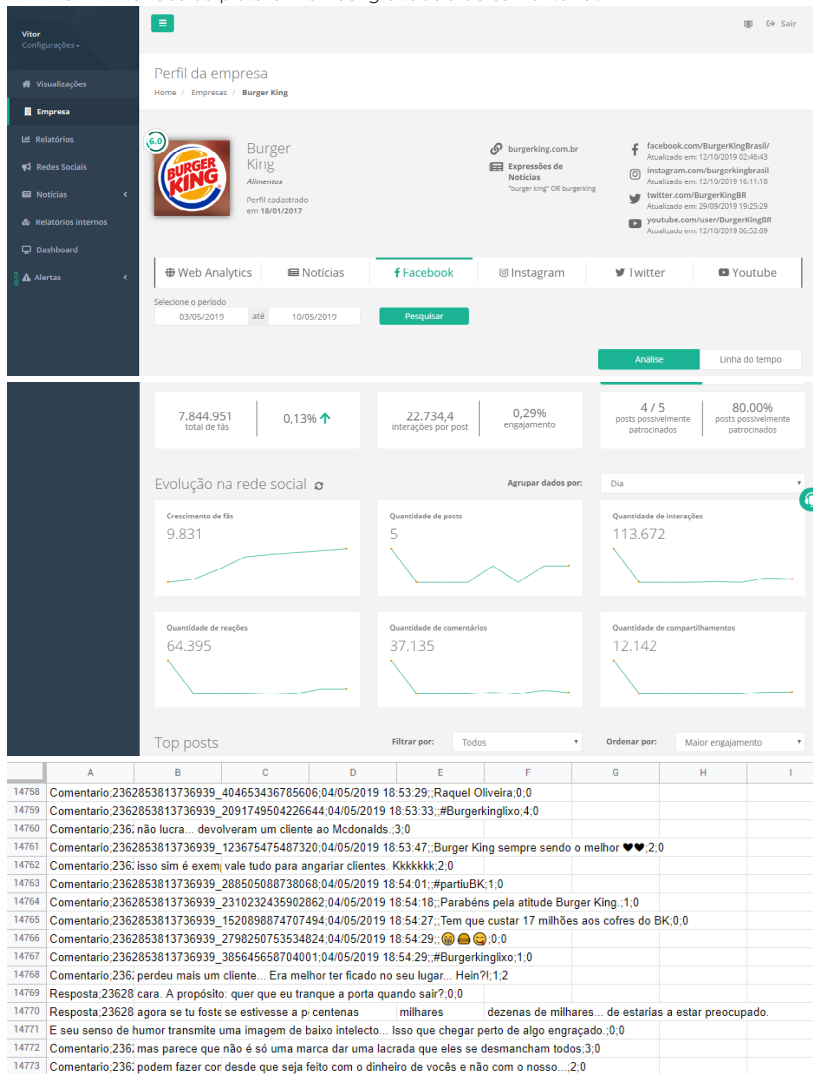 Vitor
Configurações
Visualizações
Empresa
Relatórios
Redes Sociais
Notícias
Relatórios internos
Dashboard
BETA
Alertas
Sair
Perfil da empresa
Home / Empresas / Burger King
6.0
BURGER KING
Burger King
Alimentos
Perfil cadastrado em 18/01/2017
burgerking.com.br
Expressões de Notícias
"burger king" OR burgerking
facebook.com/BurgerKingBrasil/
Atualizado em: 12/10/2019 02:46:43
instagram.com/burgerkingbrasil
Atualizado em: 12/10/2019 16:11:18
twitter.com/BurgerKingBR
Atualizado em: 29/09/2019 19:25:29
youtube.com/user/DurgerKingBR
Atualizado em: 12/10/2019 06:52:09
Web Analytics Notícias Facebook Instagram Twitter Youtube
Selecione o período
03/05/2019 até 10/05/2019 Pesquisar
Análise Linha do tempo
7.844.951 total de fãs
0,13%
22.734,4 interações por post
0,29% engajamento
4 / 5 posts possivelmente patrocinados
80.00% posts possivelmente patrocinados
Evolução na rede social
Agrupar dados por: Dia
Crescimento de fãs
9.831
Quantidade de posts
5
Quantidade de interações
113.672
Quantidade de reações
64.395
Quantidade de comentários
37.135
Quantidade de compartilhamentos
12.142
Top posts
Filtrar por: Todos
Ordenar por: Maior engajamento
A B C D E F G H I
14758 Comentario;2362853813736939_404653436785606;04/05/2019 18:53:29;;Raquel Oliveira;0;0
14759 Comentario;2362853813736939_2091749504226644;04/05/2019 18:53:33;;#Burgerkinglixo;4;0
14760 Comentario;236 não lucra... devolveram um cliente ao Mcdonalds.;3;0
14761 Comentario;2362853813736939_123675475487320;04/05/2019 18:53:47;;Burger King sempre sendo o melhor ♥♥;2;0
14762 Comentario;236 isso sim é exem vale tudo para angariar clientes. Kkkkkkk;2;0
14763 Comentario;2362853813736939_288505088738068;04/05/2019 18:54:01;;#partiuBK;1;0
14764 Comentario;2362853813736939_2310232435902862;04/05/2019 18:54:18;;Parabéns pela atitude Burger King.;1;0
14765 Comentario;2362853813736939_1520898874707494;04/05/2019 18:54:27;;Tem que custar 17 milhões aos cofres do BK;0;0
14766 Comentario;2362853813736939_2798250753534824;04/05/2019 18:54:29;;😁🍔😋;0;0
14767 Comentario;2362853813736939_385645658704001;04/05/2019 18:54:29;;#Burgerkinglixo;1;0
14768 Comentario;236 perdeu mais um cliente... Era melhor ter ficado no seu lugar... Hein?!;1;2
14769 Resposta;23628 cara. A propósito: quer que eu tranque a porta quando sair?;0;0
14770 Resposta;23628 agora se tu foste se estivesse a p centenas milhares dezenas de milhares... de estarias a estar preocupado.
14771 E seu senso de humor transmite uma imagem de baixo intelecto... Isso que chegar perto de algo engraçado.;0;0
14772 Comentario;236 mas parece que não é só uma marca dar uma lacrada que eles se desmancham todos;3;0
14773 Comentario;236 podem fazer cor desde que seja feito com o dinheiro de vocês e não com o nosso...;2;0